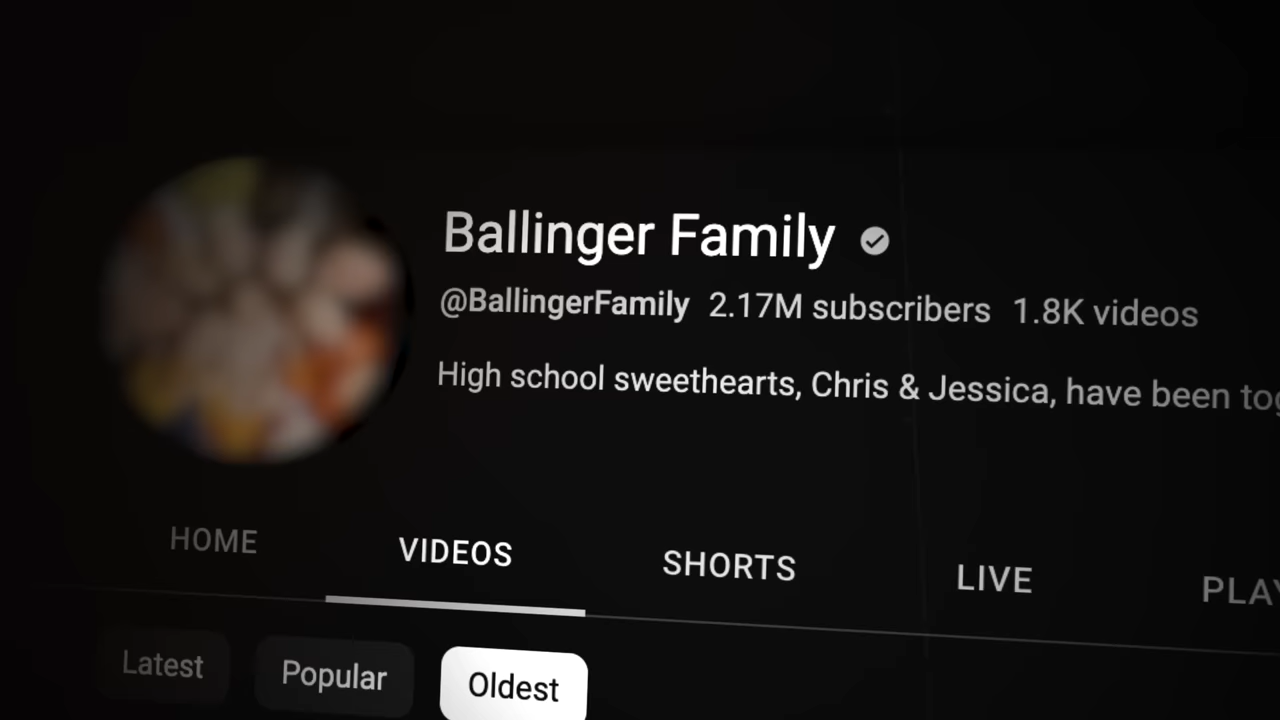 Ballinger Family
@BallingerFamily 2.17M subscribers 1.8K videos
High school sweethearts, Chris & Jessica, have been
HOME VIDEOS SHORTS LIVE
Latest Popular Oldest